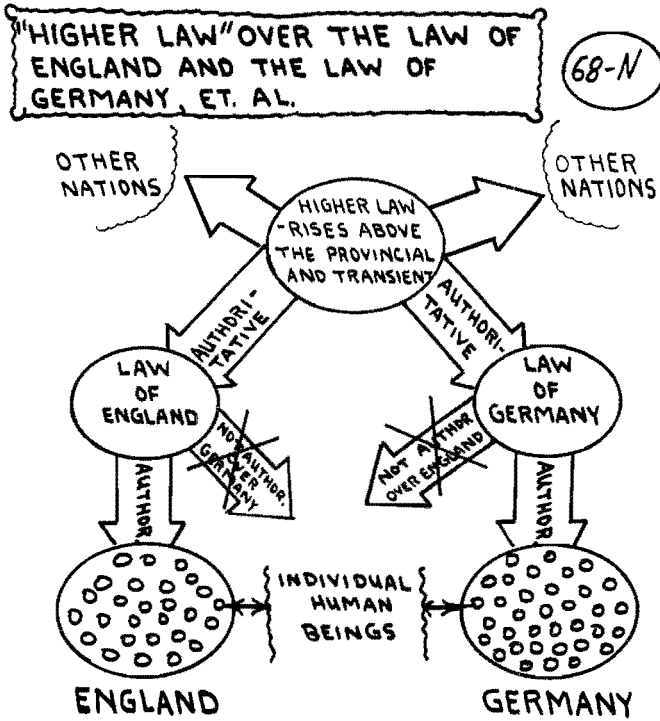 "HIGHER LAW" OVER THE LAW OF
ENGLAND AND THE LAW OF
GERMANY, ET. AL.
68-N
OTHER
NATIONS
OTHER
NATIONS
HIGHER LAW
-RISES ABOVE
THE PROVINCIAL
AND TRANSIENT
AUTHORI-
TATIVE
AUTHORI-
TATIVE
LAW
OF
ENGLAND
LAW
OF
GERMANY
NOT AUTHOR.
OVER
GERMANY
NOT AUTHOR
OVER ENGLAND
AUTHOR.
AUTHOR.
INDIVIDUAL
HUMAN
BEINGS
ENGLAND
GERMANY